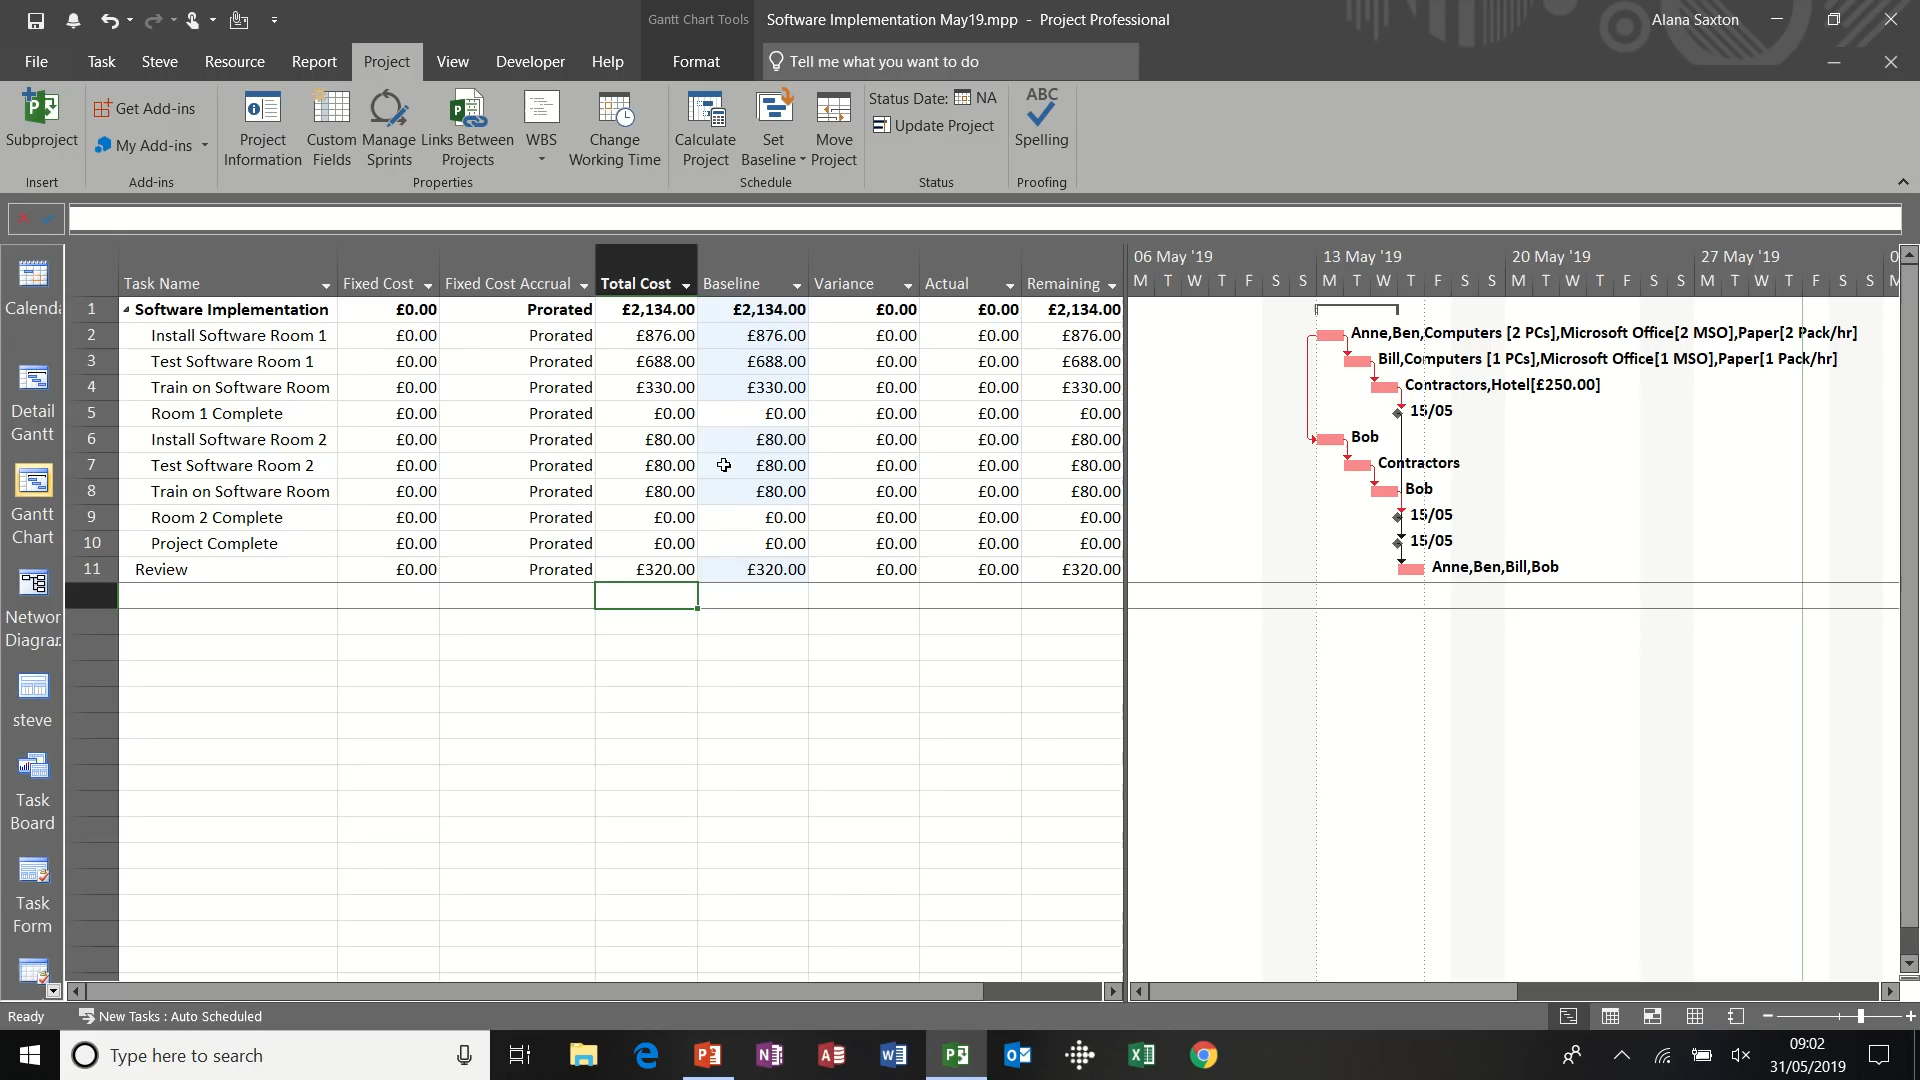 Gantt Chart Tools
Software Implementation May19.mpp - Project Professional
Alana Saxton
File Task Steve Resource Report Project View Developer Help Format Tell me what you want to do
Subproject
Insert
Get Add-ins
My Add-ins
Add-ins
Project Information
Custom Fields
Manage Sprints
Links Between Projects
WBS
Change Working Time
Properties
Calculate Project
Set Baseline
Move Project
Schedule
Status Date: NA
Update Project
Status
ABC
Spelling
Proofing
Calenda
Detail Gantt
Gantt Chart
Networ Diagrar
steve
Task Board
Task Form
Task Name Fixed Cost Fixed Cost Accrual Total Cost Baseline Variance Actual Remaining
1 Software Implementation £0.00 Prorated £2,134.00 £2,134.00 £0.00 £0.00 £2,134.00
2 Install Software Room 1 £0.00 Prorated £876.00 £876.00 £0.00 £0.00 £876.00
3 Test Software Room 1 £0.00 Prorated £688.00 £688.00 £0.00 £0.00 £688.00
4 Train on Software Room £0.00 Prorated £330.00 £330.00 £0.00 £0.00 £330.00
5 Room 1 Complete £0.00 Prorated £0.00 £0.00 £0.00 £0.00 £0.00
6 Install Software Room 2 £0.00 Prorated £80.00 £80.00 £0.00 £0.00 £80.00
7 Test Software Room 2 £0.00 Prorated £80.00 £80.00 £0.00 £0.00 £80.00
8 Train on Software Room £0.00 Prorated £80.00 £80.00 £0.00 £0.00 £80.00
9 Room 2 Complete £0.00 Prorated £0.00 £0.00 £0.00 £0.00 £0.00
10 Project Complete £0.00 Prorated £0.00 £0.00 £0.00 £0.00 £0.00
11 Review £0.00 Prorated £320.00 £320.00 £0.00 £0.00 £320.00
06 May '19 13 May '19 20 May '19 27 May '19 0
M T W T F S S M T W T F S S M T W T F S S M T W T F S S M
Anne,Ben,Computers [2 PCs],Microsoft Office[2 MSO],Paper[2 Pack/hr]
Bill,Computers [1 PCs],Microsoft Office[1 MSO],Paper[1 Pack/hr]
Contractors,Hotel[£250.00]
15/05
Bob
Contractors
Bob
15/05
15/05
Anne,Ben,Bill,Bob
Ready New Tasks : Auto Scheduled
Type here to search
09:02
31/05/2019